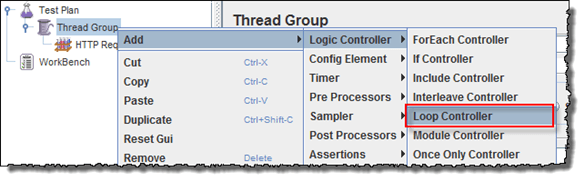 Test Plan
Thread Group
HTTP Req
WorkBench
Add
Cut Ctrl-X
Copy Ctrl-C
Paste Ctrl-V
Duplicate Ctrl+Shift-C
Reset Gui
Remove Delete
Thread Group
Logic Controller
Config Element
Timer
Pre Processors
Sampler
Post Processors
Assertions
ForEach Controller
If Controller
Include Controller
Interleave Controller
Loop Controller
Module Controller
Once Only Controller